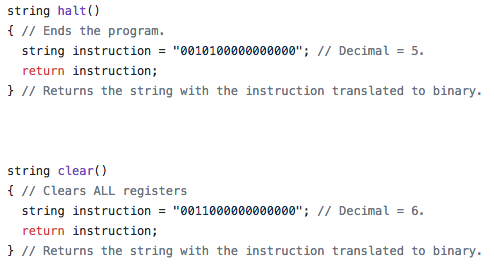 string halt()
{ // Ends the program.
  string instruction = "0010100000000000"; // Decimal = 5.
  return instruction;
} // Returns the string with the instruction translated to binary.
string clear()
{ // Clears ALL registers
  string instruction = "0011000000000000"; // Decimal = 6.
  return instruction;
} // Returns the string with the instruction translated to binary.